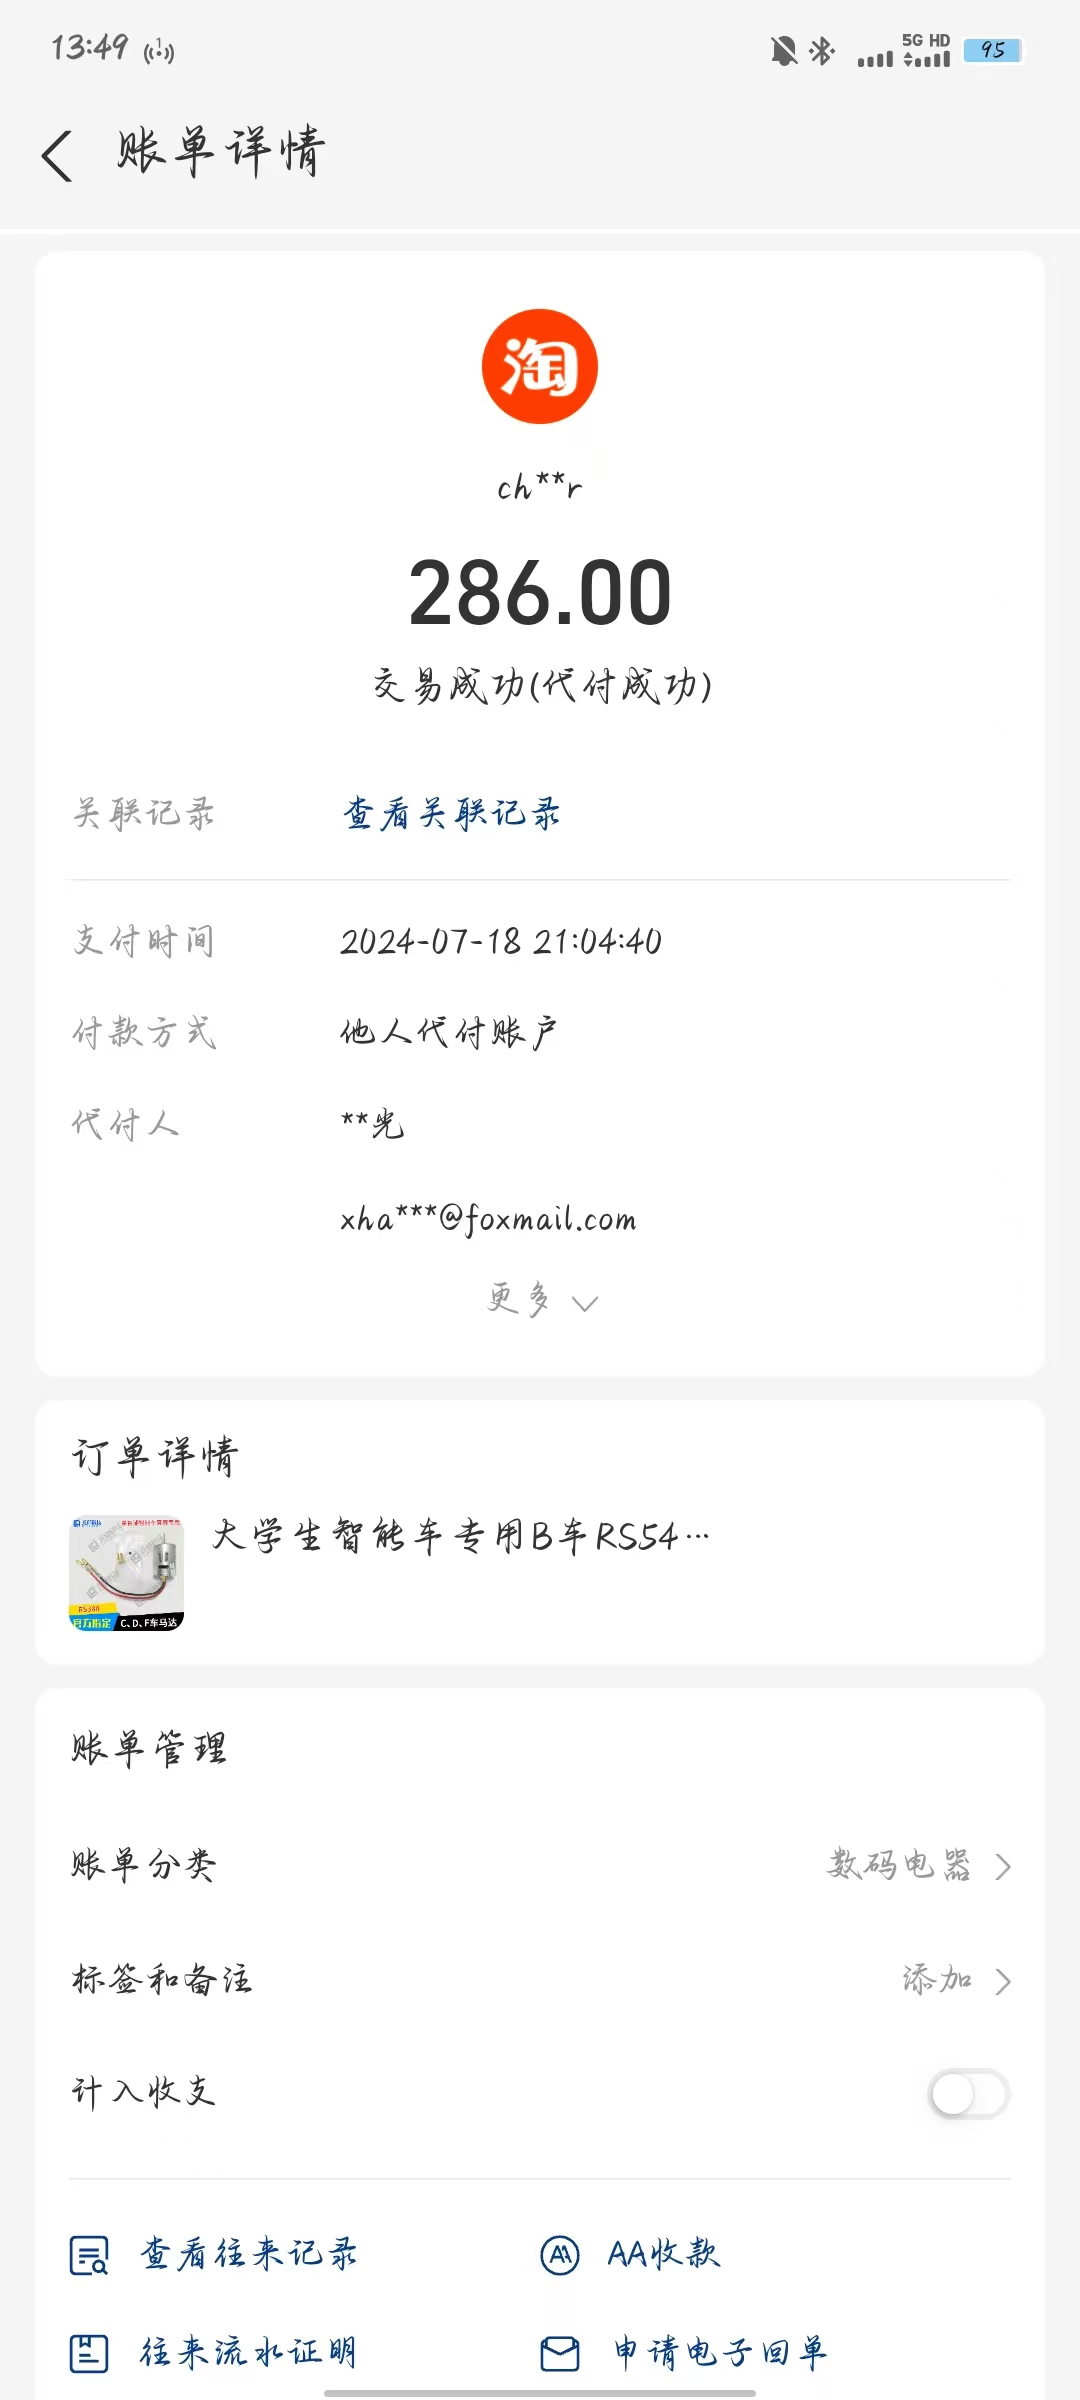 13:49
5G HD
95
账单详情
淘
ch**r
286.00
交易成功(代付成功)
关联记录 查看关联记录
支付时间 2024-07-18 21:04:40
付款方式 他人代付账户
代付人 **光
xha***@foxmail.com
更多
订单详情
大学生智能车专用B车RS54…
RS380
官方指定 C、D、F车马达
账单管理
账单分类 数码电器
标签和备注 添加
计入收支
查看往来记录 AA收款
往来流水证明 申请电子回单